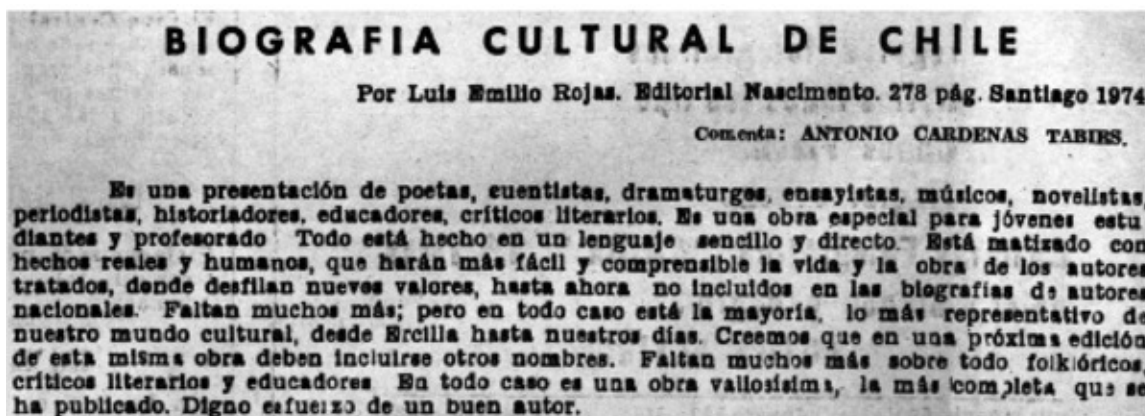 BIOGRAFIA CULTURAL DE CHILE
Por Luis Emilio Rojas. Editorial Nascimento. 278 pág. Santiago 1974
Comenta: ANTONIO CARDENAS TABIES.
Es una presentación de poetas, cuentistas, dramaturgos, ensayistas, músicos, novelistas,
periodistas, historiadores, educadores, críticos literarios. Es una obra especial para jóvenes estu
diantes y profesorado Todo está hecho en un lenguaje sencillo y directo. Está matizado con
hechos reales y humanos, que harán más fácil y comprensible la vida y la obra de los autores
tratados, donde desfilan nuevos valores, hasta ahora no incluidos en las biografías de autores
nacionales. Faltan muchos más; pero en todo caso está la mayoría, lo más representativo de
nuestro mundo cultural, desde Ercilla hasta nuestros días. Creemos que en una próxima edición
de esta misma obra deben incluirse otros nombres. Faltan muchos más sobre todo folklóricos,
críticos literarios y educadores En todo caso es una obra valiosísima, la más completa que se
ha publicado. Digno esfuerzo de un buen autor.